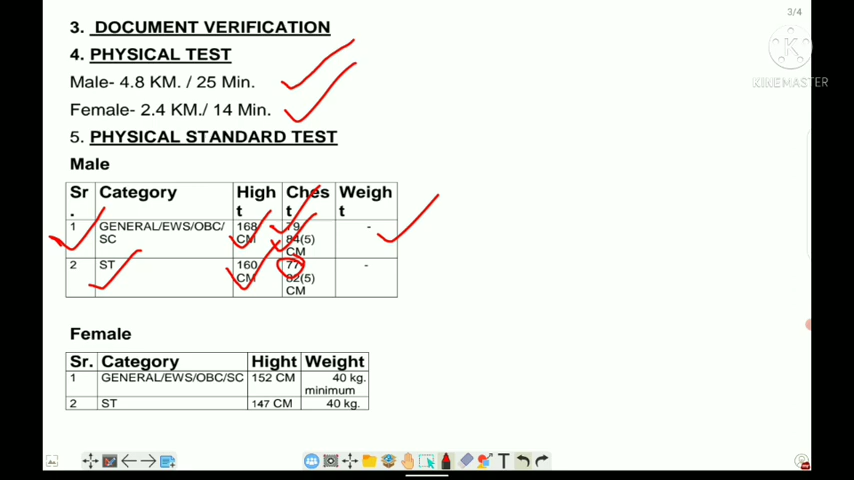 3/4
KINEMASTER
3. DOCUMENT VERIFICATION
4. PHYSICAL TEST
Male- 4.8 KM. / 25 Min.
Female- 2.4 KM./ 14 Min.
5. PHYSICAL STANDARD TEST
Male
Sr. Category Hight Chest Weight
1 GENERAL/EWS/OBC/SC 168 CM 79 84(5) CM -
2 ST 160 CM 77 82(5) CM -
Female
Sr. Category Hight Weight
1 GENERAL/EWS/OBC/SC 152 CM 40 kg. minimum
2 ST 147 CM 40 kg.